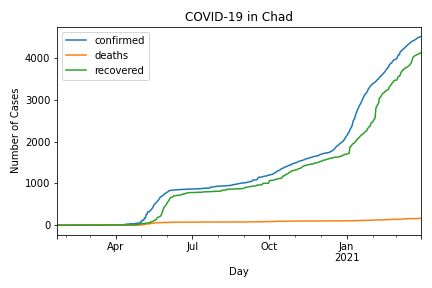 COVID-19 in Chad
confirmed
deaths
recovered
Number of Cases
4000
3000
2000
1000
0
Apr
Jul
Oct
Jan
2021
Day